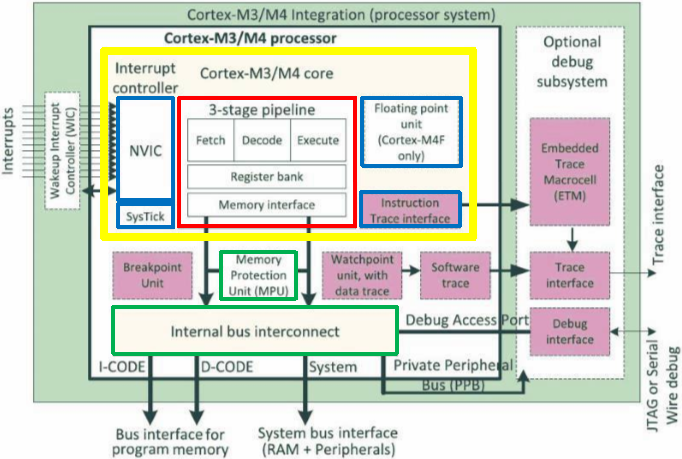 Cortex-M3/M4 Integration (processor system)
Cortex-M3/M4 processor
Optional
debug
subsystem
Interrupt
controller
Cortex-M3/M4 core
Interrupts
Wakeup Interrupt
Controller (WIC)
NVIC
SysTick
3-stage pipeline
Fetch
Decode
Execute
Register bank
Memory interface
Floating point
unit
(Cortex-M4F
only)
Instruction
Trace interface
Embedded
Trace
Macrocell
(ETM)
Trace interface
Breakpoint
Unit
Memory
Protection
Unit (MPU)
Watchpoint
unit, with
data trace
Software
trace
Trace
interface
Internal bus interconnect
Debug Access Port
Debug
interface
JTAG or Serial
Wire debug
I-CODE
D-CODE
System
Private Peripheral
Bus (PPB)
Bus interface for
program memory
System bus interface
(RAM + Peripherals)